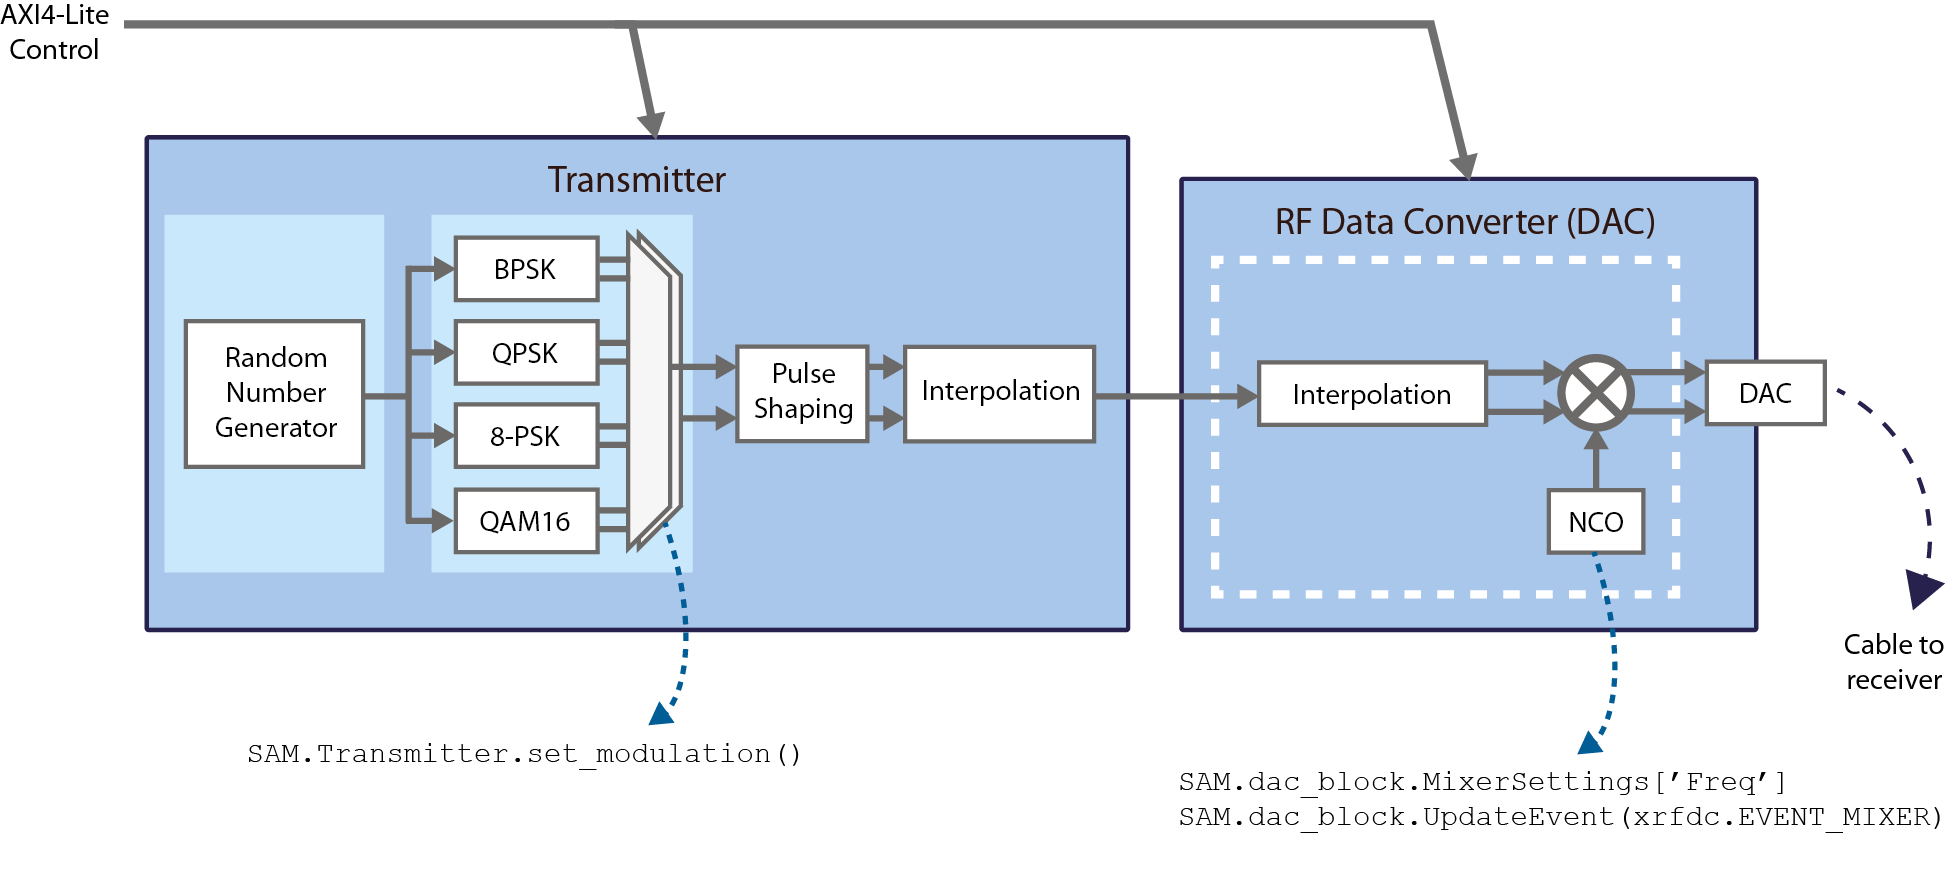 AXI4-Lite
Control
Transmitter
Random
Number
Generator
BPSK
QPSK
8-PSK
QAM16
Pulse
Shaping
Interpolation
RF Data Converter (DAC)
Interpolation
NCO
DAC
Cable to
receiver
SAM.Transmitter.set_modulation()
SAM.dac_block.MixerSettings[’Freq’]
SAM.dac_block.UpdateEvent(xrfdc.EVENT_MIXER)